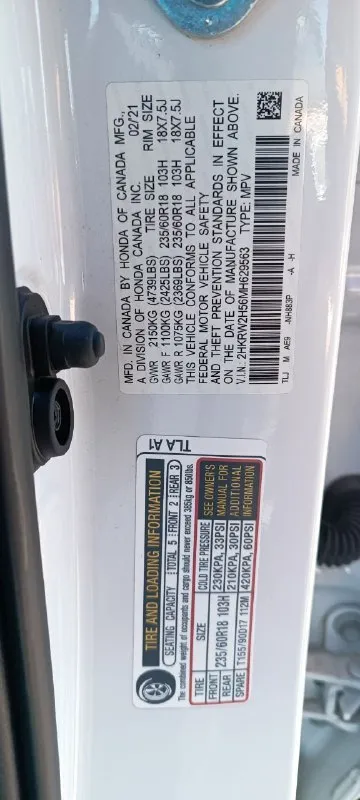 MFD. IN CANADA BY HONDA OF CANADA MFG.,
A DIVISION OF HONDA CANADA INC. 02/21
TIRE SIZE RIM SIZE
GVWR 2150KG (4739LBS)
GAWR F 1100KG (2425LBS) 235/60R18 103H 18X7.5J
GAWR R 1075KG (2369LBS) 235/60R18 103H 18X7.5J
THIS VEHICLE CONFORMS TO ALL APPLICABLE
FEDERAL MOTOR VEHICLE SAFETY
AND THEFT PREVENTION STANDARDS IN EFFECT
ON THE DATE OF MANUFACTURE SHOWN ABOVE.
V.I.N.: 2HKRW2H56MH629563 TYPE: MPV
TLJ M AE9 -NH883P -A -H MADE IN CANADA
TLA A1
TIRE AND LOADING INFORMATION
SEATING CAPACITY TOTAL 5 FRONT 2 REAR 3
The combined weight of occupants and cargo should never exceed 385kg or 850lbs.
TIRE SIZE COLD TIRE PRESSURE
FRONT 235/60R18 103H 230KPA, 33PSI
REAR 210KPA, 30PSI
SPARE T155/90D17 112M 420KPA, 60PSI
SEE OWNER'S
MANUAL FOR
ADDITIONAL
INFORMATION